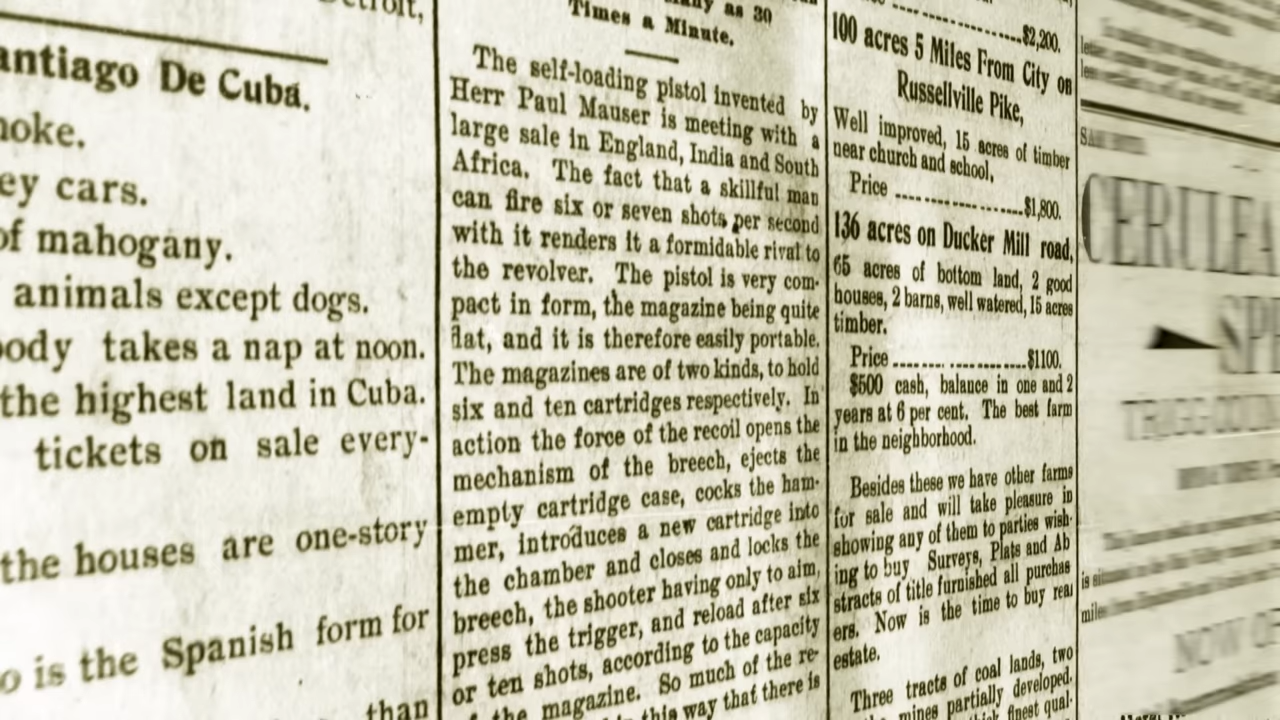 Detroit,
Santiago De Cuba.
moke.
ey cars.
of mahogany.
animals except dogs.
body takes a nap at noon.
the highest land in Cuba.
tickets on sale every-
the houses are one-story
o is the Spanish form for
than
as 30
Times a Minute.
The self-loading pistol invented by
Herr Paul Mauser is meeting with a
large sale in England, India and South
Africa. The fact that a skillful man
can fire six or seven shots per second
with it renders it a formidable rival to
the revolver. The pistol is very com-
pact in form, the magazine being quite
flat, and it is therefore easily portable.
The magazines are of two kinds, to hold
six and ten cartridges respectively. In
action the force of the recoil opens the
mechanism of the breech, ejects the
empty cartridge case, cocks the ham-
mer, introduces a new cartridge into
the chamber and closes and locks the
breech, the shooter having only to aim,
press the trigger, and reload after six
or ten shots, according to the capacity
the magazine. So much of the re-
this way that there is
$2,200.
100 acres 5 Miles From City on
Russellville Pike,
Well improved, 15 acres of timber
near church and school,
Price ....................$1,800.
136 acres on Ducker Mill road,
65 acres of bottom land, 2 good
houses, 2 barns, well watered, 15 acres
timber.
Price ....................$1100.
$500 cash, balance in one and 2
years at 6 per cent. The best farm
in the neighborhood.
Besides these we have other farms
for sale and will take pleasure in
showing any of them to parties wish-
ing to buy Surveys, Plats and Ab
stracts of title furnished all purchas
ers. Now is the time to buy real
estate.
Three tracts of coal lands, two
mines partially developed.
finest qual-
CERULEA
SPR
NOW OP